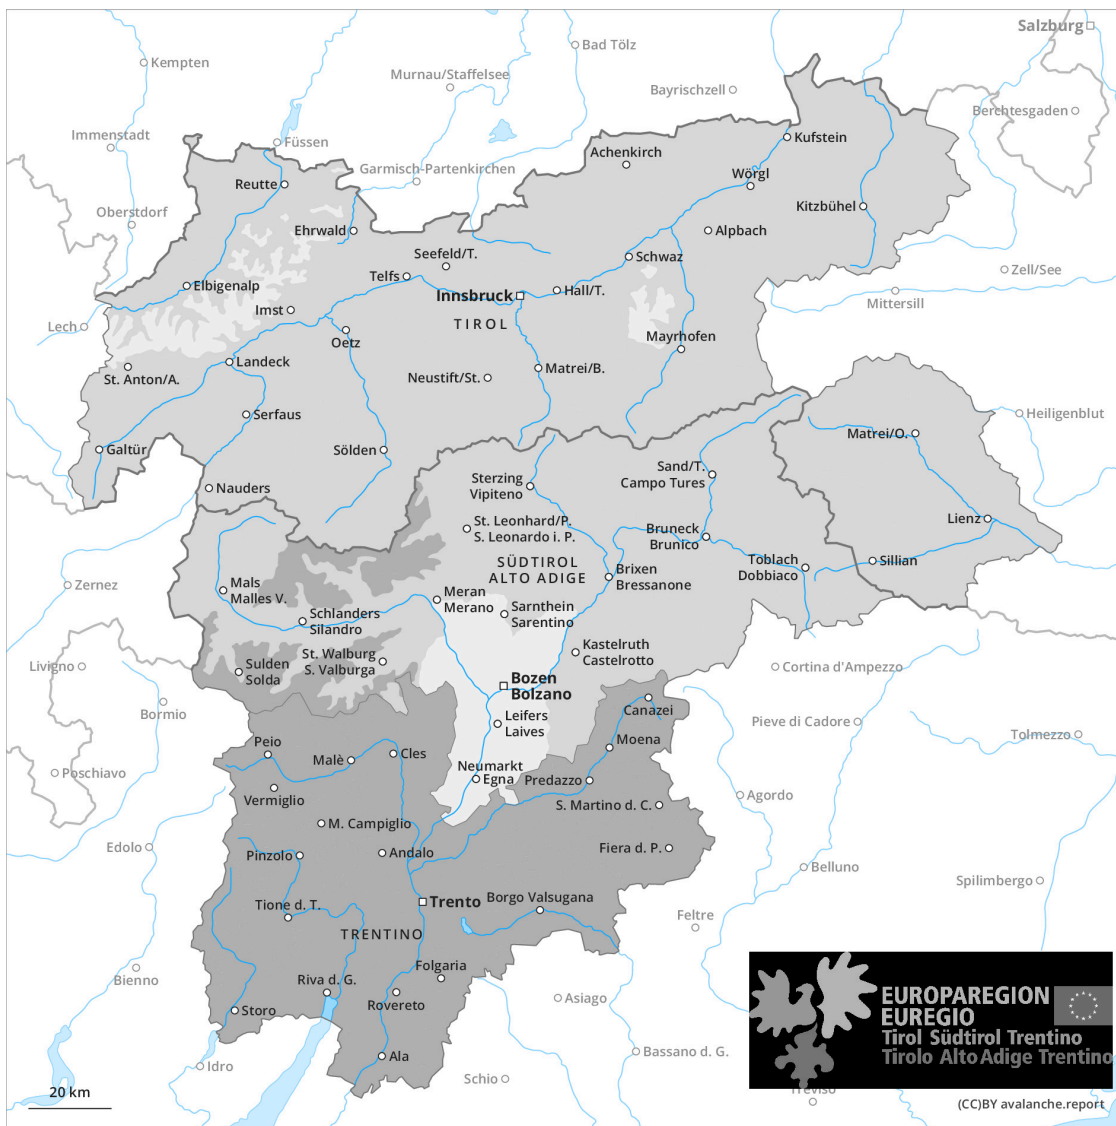 Salzburg
Bad Tölz
Kempten
Murnau/Staffelsee
Bayrischzell
Berchtesgaden
Immenstadt
Füssen
Kufstein
Achenkirch
Garmisch-Partenkirchen
Wörgl
Reutte
Oberstdorf
Kitzbühel
Ehrwald
Alpbach
Seefeld/T.
Schwaz
Zell/See
Telfs
Elbigenalp
Hall/T.
Innsbruck
Mittersill
Imst
TIROL
Lech
Oetz
Mayrhofen
Landeck
Matrei/B.
St. Anton/A.
Neustift/St.
Serfaus
Heiligenblut
Matrei/O.
Galtür
Sölden
Sand/T.
Campo Tures
Sterzing
Vipiteno
Nauders
Lienz
St. Leonhard/P.
S. Leonardo i. P.
Bruneck
Brunico
SÜDTIROL
ALTO ADIGE
Toblach
Dobbiaco
Sillian
Brixen
Bressanone
Zernez
Mals
Malles V.
Meran
Merano
Sarnthein
Sarentino
Schlanders
Silandro
Kastelruth
Castelrotto
St. Walburg
S. Valburga
Livigno
Sulden
Solda
Cortina d'Ampezzo
Bozen
Bolzano
Canazei
Bormio
Leifers
Laives
Pieve di Cadore
Tolmezzo
Moena
Peio
Cles
Malè
Neumarkt
Egna
Poschiavo
Predazzo
Vermiglio
Agordo
S. Martino d. C.
M. Campiglio
Edolo
Pinzolo
Andalo
Fiera d. P.
Belluno
Spilimbergo
Borgo Valsugana
Trento
Tione d. T.
Feltre
TRENTINO
Bienno
Folgaria
Riva d. G.
Rovereto
Asiago
Storo
EUROPAREGION
EUREGIO
Tirol Südtirol Trentino
Tirolo Alto Adige Trentino
Bassano d. G.
Ala
Idro
Schio
Treviso
20 km
(CC)BY avalanche.report